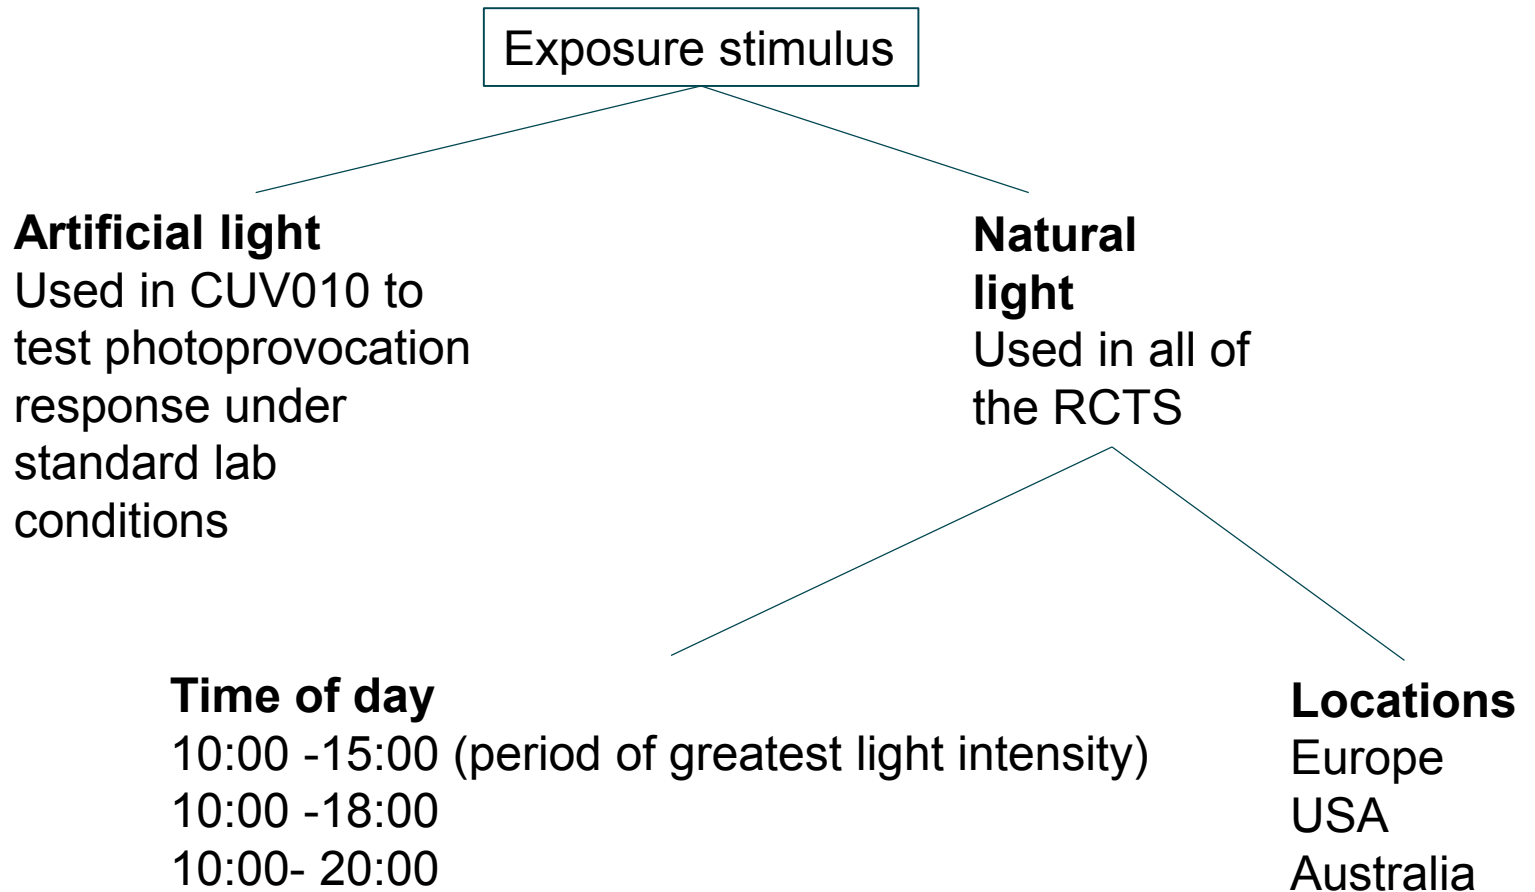 Exposure stimulus
Artificial light
Used in CUV010 to
test photoprovocation
response under
standard lab
conditions
Natural
light
Used in all of
the RCTS
Time of day
10:00 -15:00 (period of greatest light intensity)
10:00 -18:00
10:00- 20:00
Locations
Europe
USA
Australia